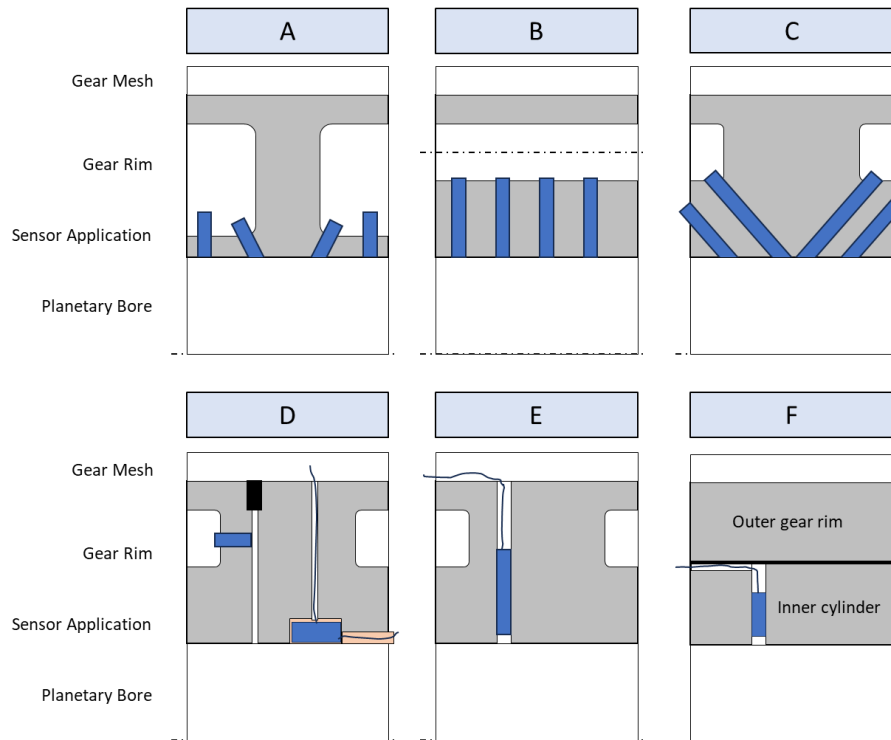 A
B
C
Gear Mesh
Gear Rim
Sensor Application
Planetary Bore
D
E
F
Gear Mesh
Outer gear rim
Gear Rim
Inner cylinder
Sensor Application
Planetary Bore